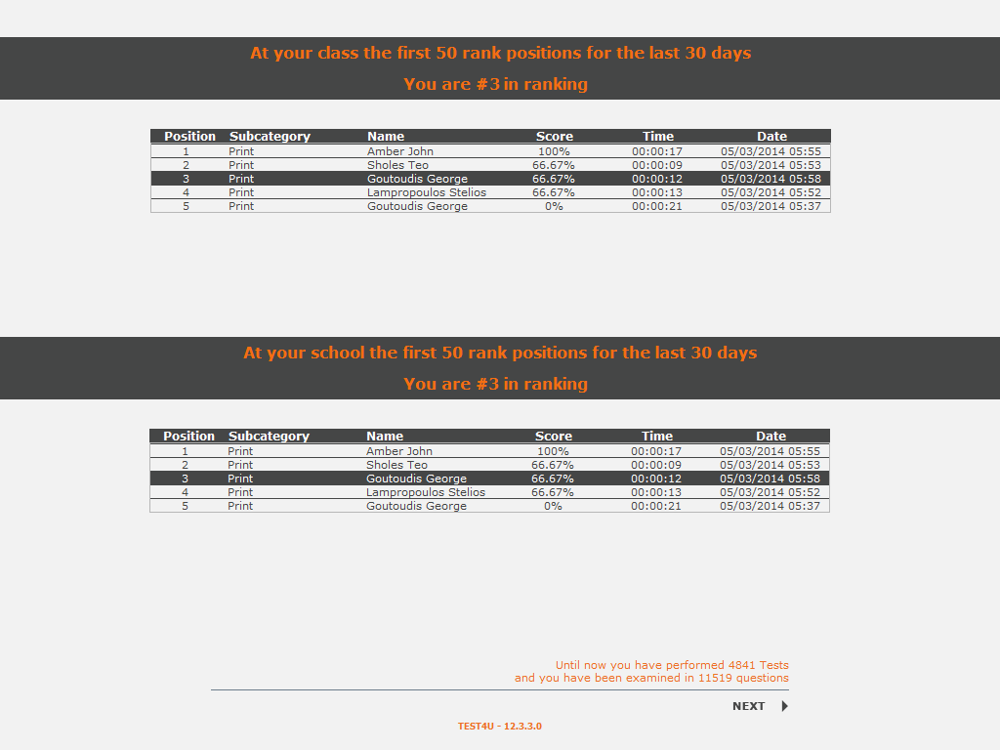 At your class the first 50 rank positions for the last 30 days
You are #3 in ranking
Position Subcategory Name Score Time Date
1 Print Amber John 100% 00:00:17 05/03/2014 05:55
2 Print Sholes Teo 66.67% 00:00:09 05/03/2014 05:53
3 Print Goutoudis George 66.67% 00:00:12 05/03/2014 05:58
4 Print Lampropoulos Stelios 66.67% 00:00:13 05/03/2014 05:52
5 Print Goutoudis George 0% 00:00:21 05/03/2014 05:37
At your school the first 50 rank positions for the last 30 days
You are #3 in ranking
Position Subcategory Name Score Time Date
1 Print Amber John 100% 00:00:17 05/03/2014 05:55
2 Print Sholes Teo 66.67% 00:00:09 05/03/2014 05:53
3 Print Goutoudis George 66.67% 00:00:12 05/03/2014 05:58
4 Print Lampropoulos Stelios 66.67% 00:00:13 05/03/2014 05:52
5 Print Goutoudis George 0% 00:00:21 05/03/2014 05:37
Until now you have performed 4841 Tests
and you have been examined in 11519 questions
NEXT
TEST4U - 12.3.3.0